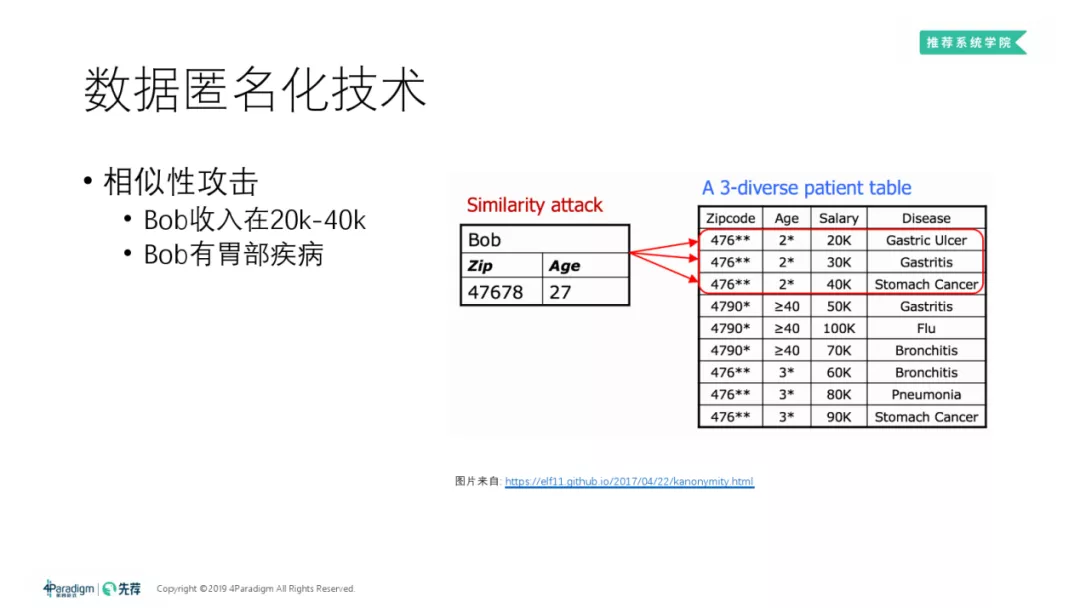 推荐系统学院
数据匿名化技术
• 相似性攻击
• Bob收入在20k-40k
• Bob有胃部疾病
Similarity attack
Bob
Zip Age
47678 27
A 3-diverse patient table
Zipcode Age Salary Disease
476** 2* 20K Gastric Ulcer
476** 2* 30K Gastritis
476** 2* 40K Stomach Cancer
4790* ≥40 50K Gastritis
4790* ≥40 100K Flu
4790* ≥40 70K Bronchitis
476** 3* 60K Bronchitis
476** 3* 80K Pneumonia
476** 3* 90K Stomach Cancer
图片来自: https://elf11.github.io/2017/04/22/kanonymity.html
4Paradigm 先荐 Copyright ©2019 4Paradigm All Rights Reserved.